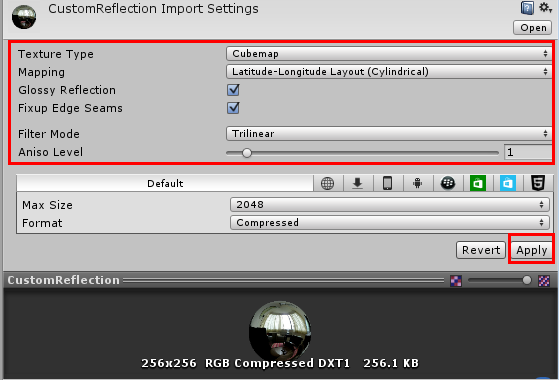 CustomReflection Import Settings
Open
Texture Type Cubemap
Mapping Latitude-Longitude Layout (Cylindrical)
Glossy Reflection
Fixup Edge Seams
Filter Mode Trilinear
Aniso Level 1
Default
Max Size 2048
Format Compressed
Revert Apply
CustomReflection
256x256 RGB Compressed DXT1 256.1 KB